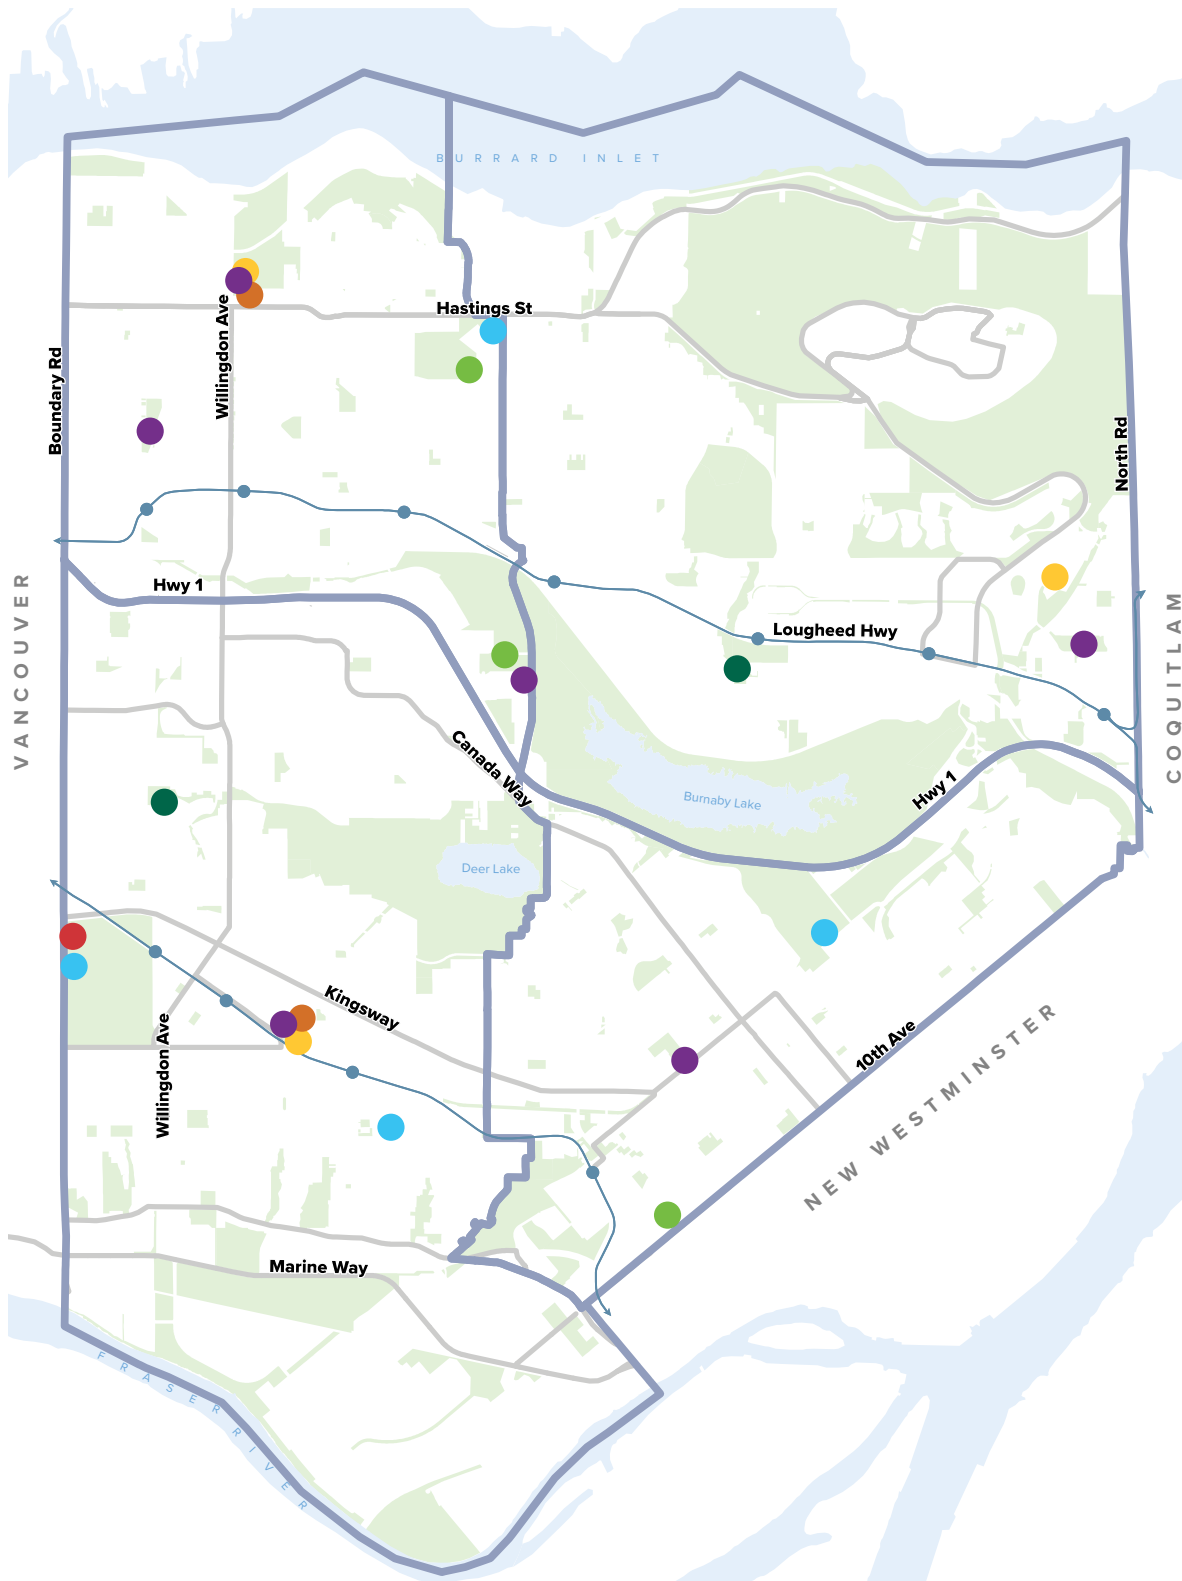 BURRARD INLET
Hastings St
Willingdon Ave
Boundary Rd
North Rd
Hwy 1
VANCOUVER
COQUITLAM
Lougheed Hwy
Canada Way
Burnaby Lake
Hwy 1
Deer Lake
Kingsway
Willingdon Ave
10th Ave
NEW WESTMINSTER
Marine Way
FRASER RIVER